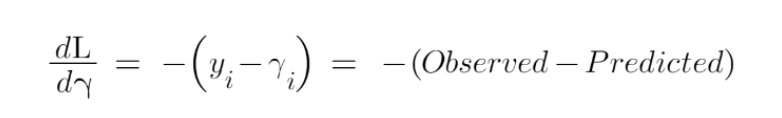 dL/dγ = −(y_i − γ_i) = −(Observed − Predicted)